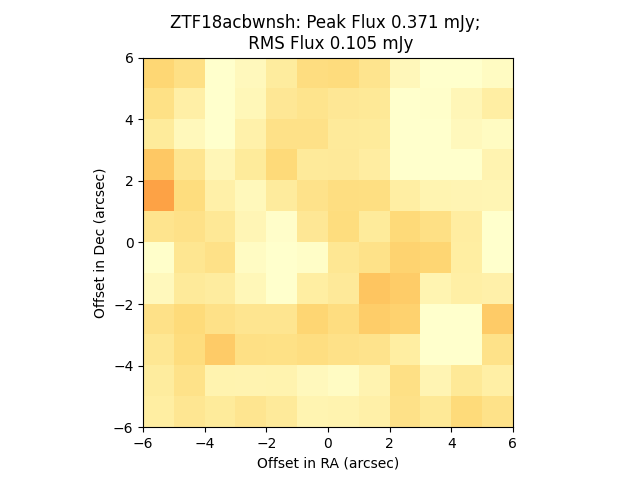 ZTF18acbwnsh: Peak Flux 0.371 mJy;
RMS Flux 0.105 mJy
6
4
2
0
−2
−4
−6
Offset in Dec (arcsec)
−6 −4 −2 0 2 4 6
Offset in RA (arcsec)